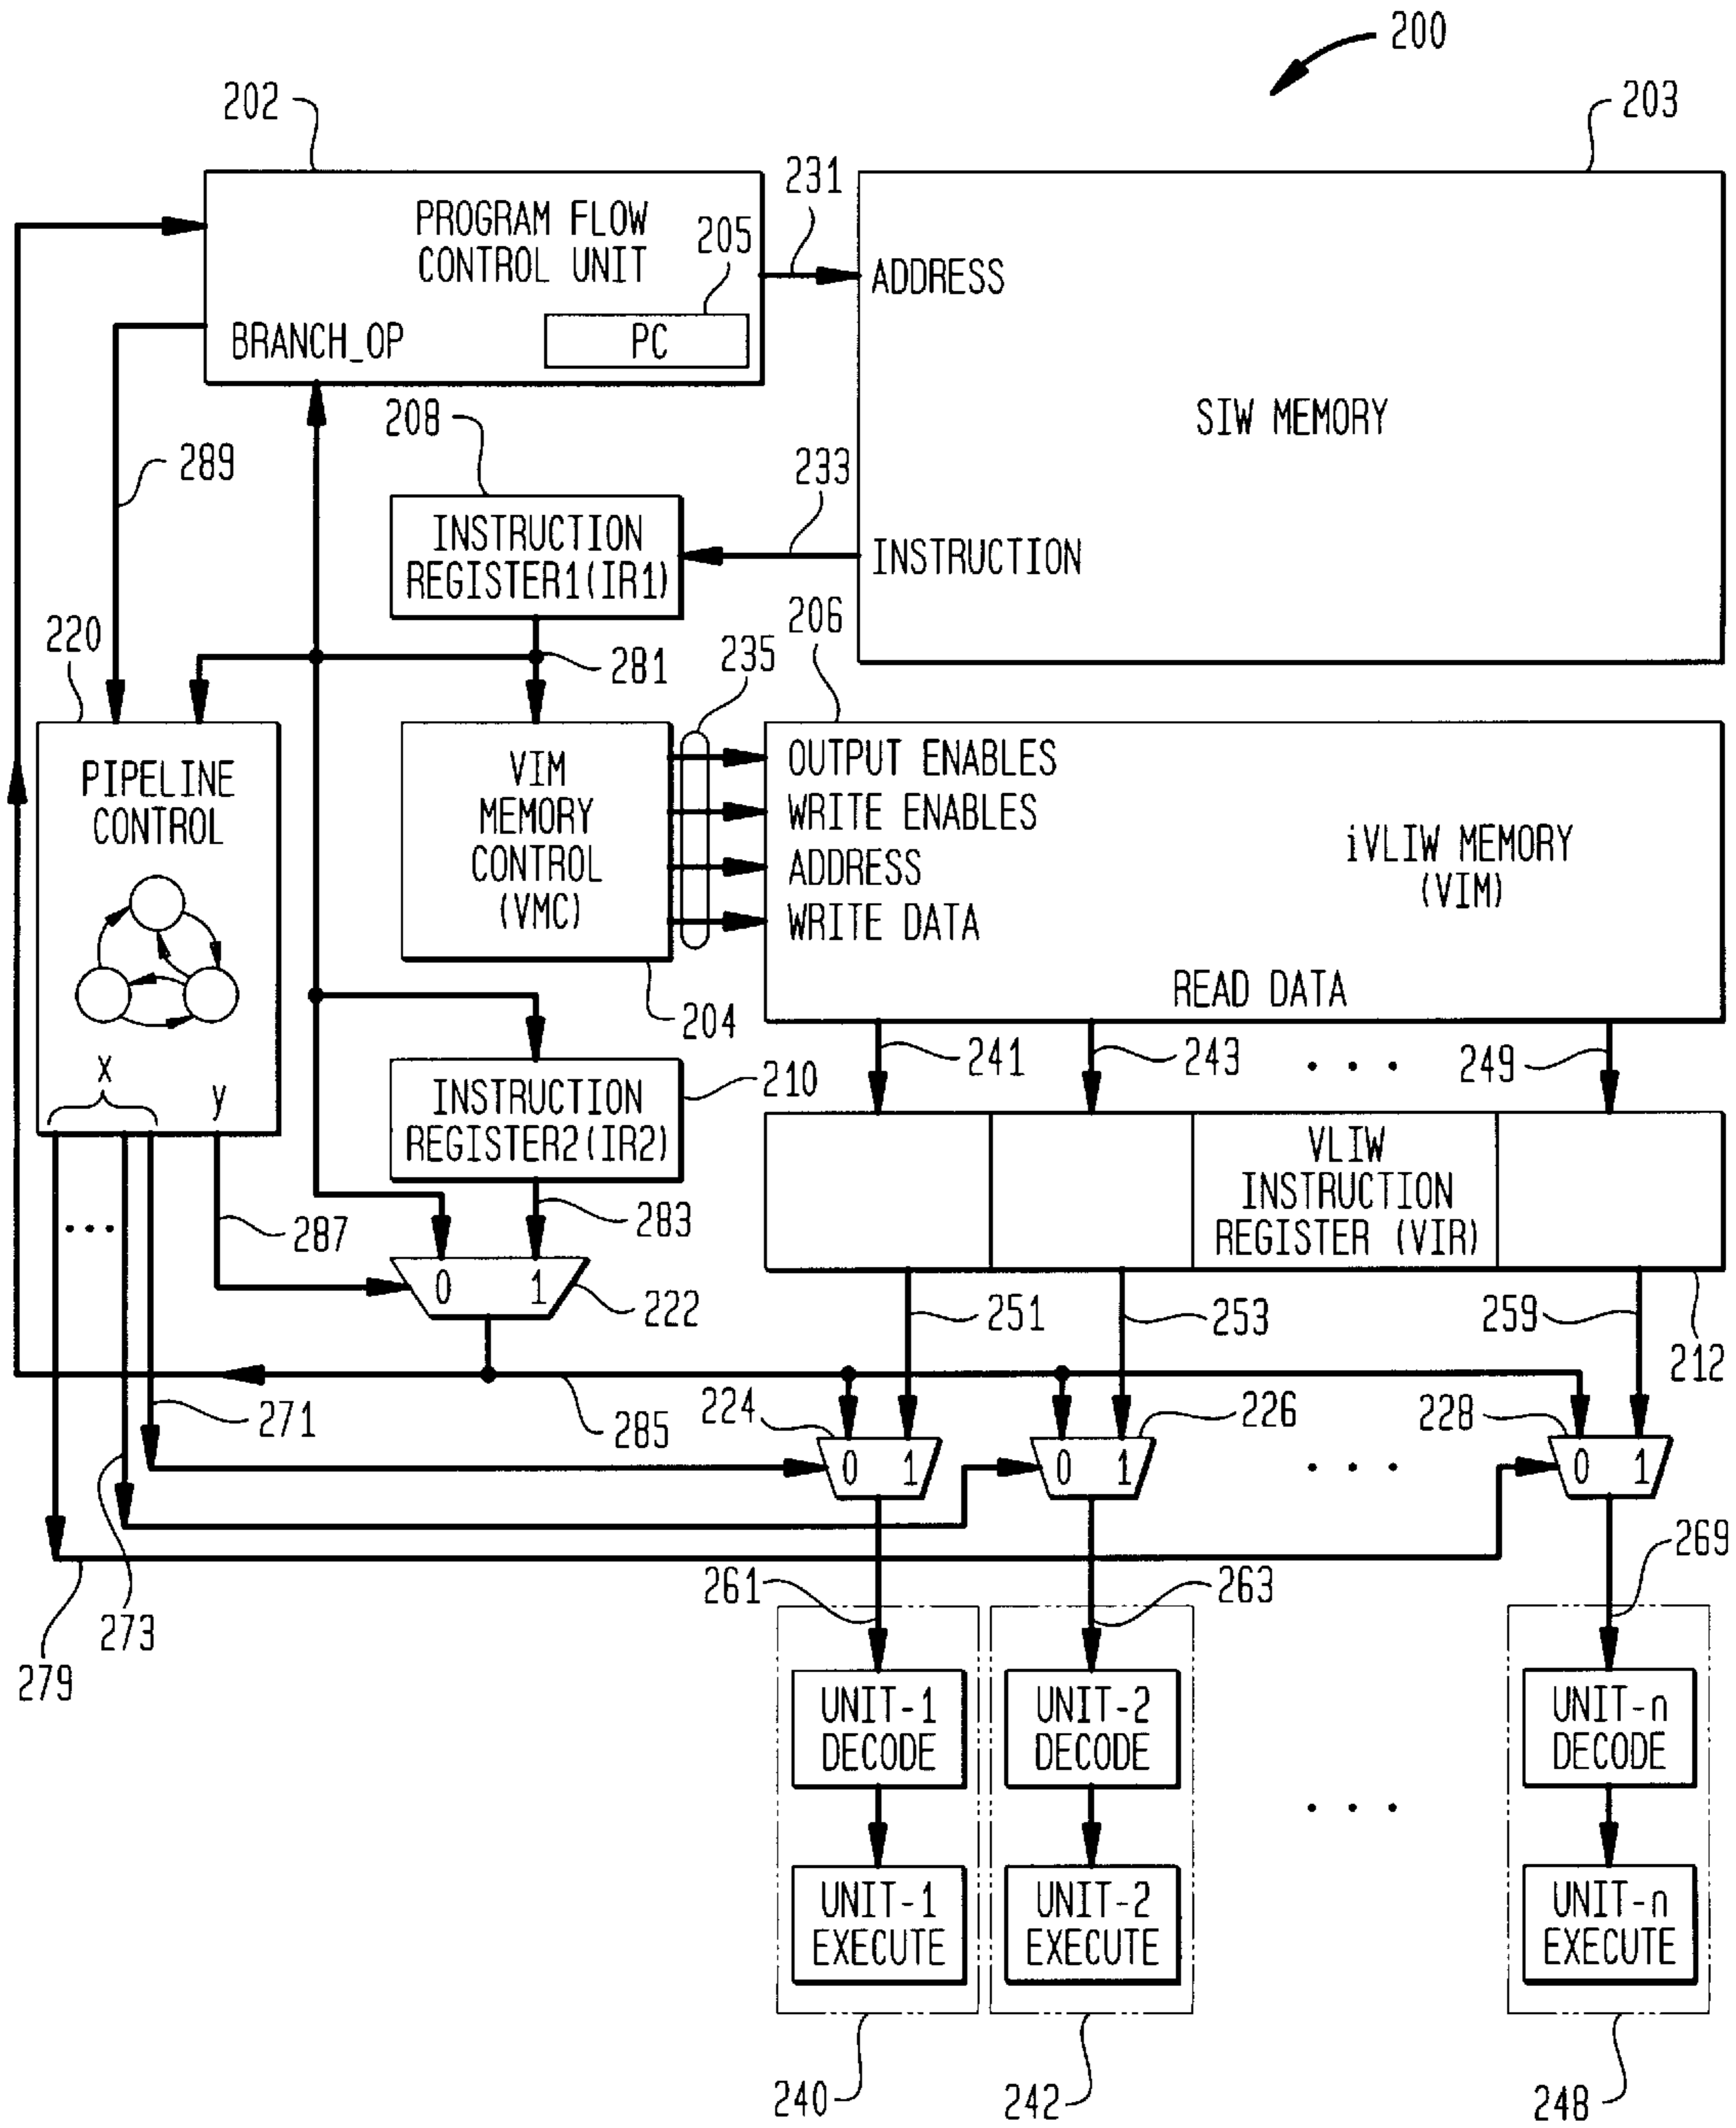 200
202
203
PROGRAM FLOW
CONTROL UNIT
205
231
ADDRESS
BRANCH_OP
PC
SIW MEMORY
208
289
233
INSTRUCTION
REGISTER1(IR1)
INSTRUCTION
220
206
281
235
PIPELINE
CONTROL
VIM
MEMORY
CONTROL
(VMC)
OUTPUT ENABLES
WRITE ENABLES
ADDRESS
WRITE DATA
iVLIW MEMORY
(VIM)
READ DATA
204
241
243
. . .
249
x
y
210
INSTRUCTION
REGISTER2(IR2)
VLIW
INSTRUCTION
REGISTER (VIR)
...
287
283
0 1
222
251
253
259
212
271
285
224
226
228
0 1
0 1
. . .
0 1
273
279
261
263
269
UNIT-1
DECODE
UNIT-2
DECODE
UNIT-n
DECODE
. . .
UNIT-1
EXECUTE
UNIT-2
EXECUTE
UNIT-n
EXECUTE
240
242
248